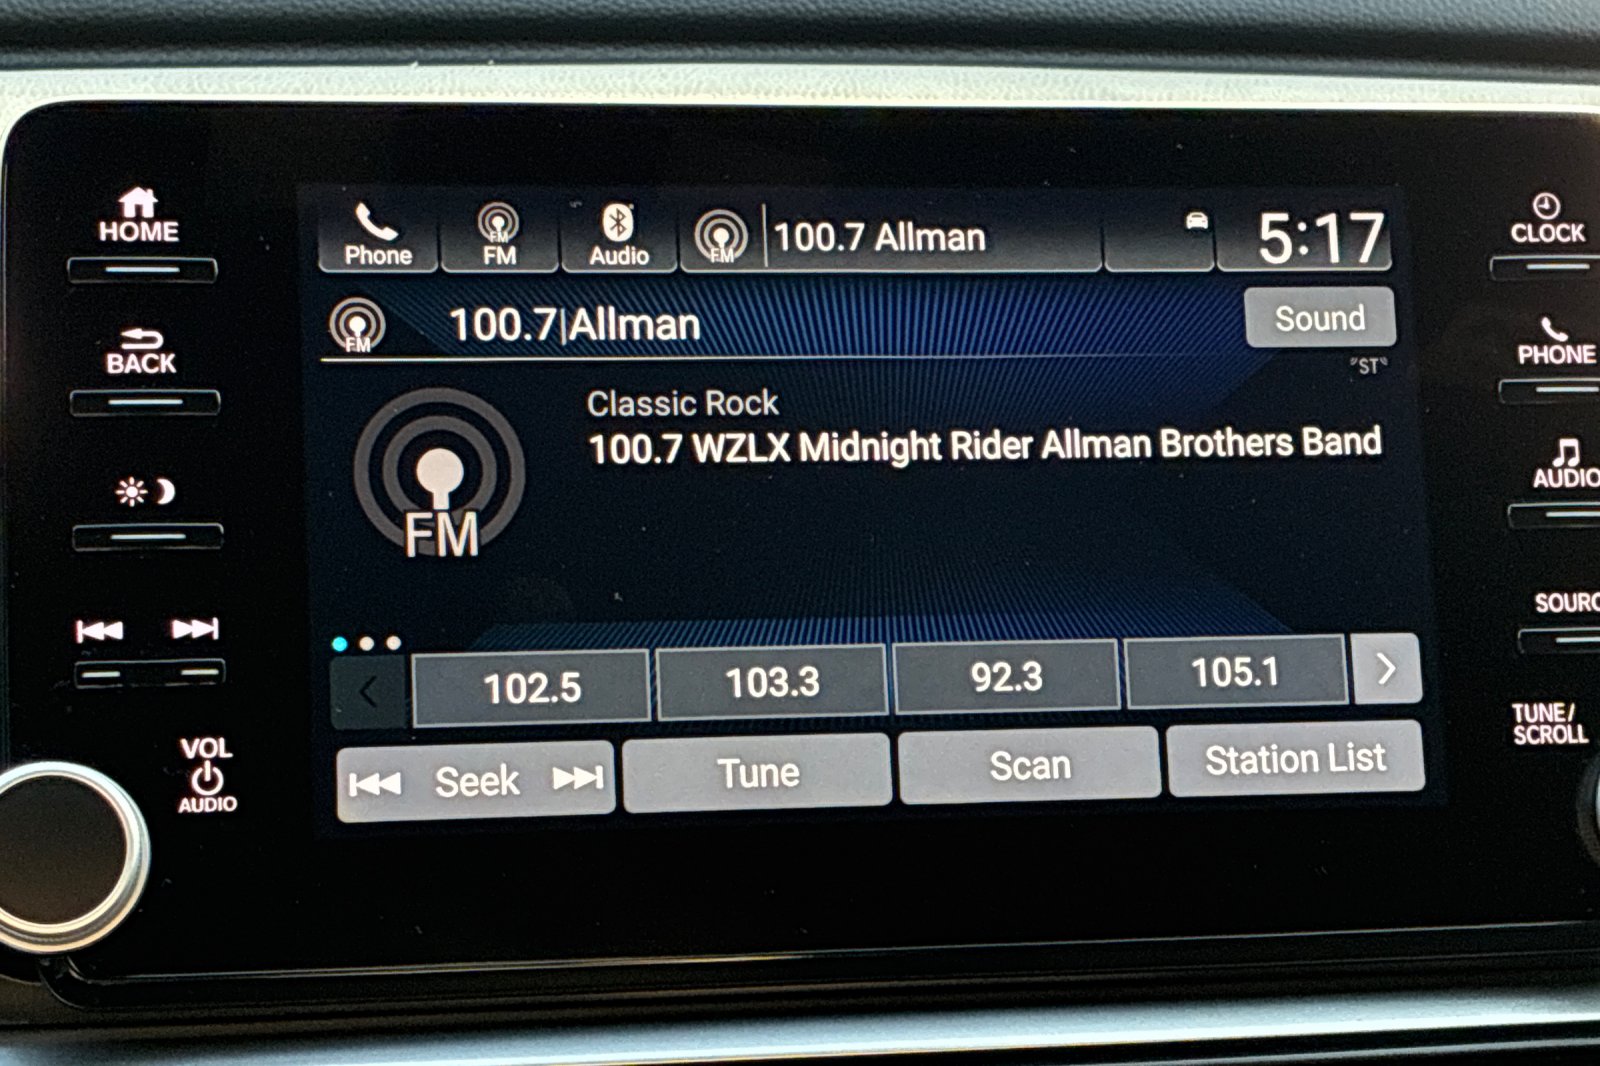 HOME
BACK
VOL
AUDIO
Phone
FM
FM
Audio
FM
100.7 Allman
5:17
FM
100.7|Allman
Sound
"ST"
Classic Rock
100.7 WZLX Midnight Rider Allman Brothers Band
FM
102.5
103.3
92.3
105.1
Seek
Tune
Scan
Station List
CLOCK
PHONE
AUDIO
SOURC
TUNE/
SCROLL